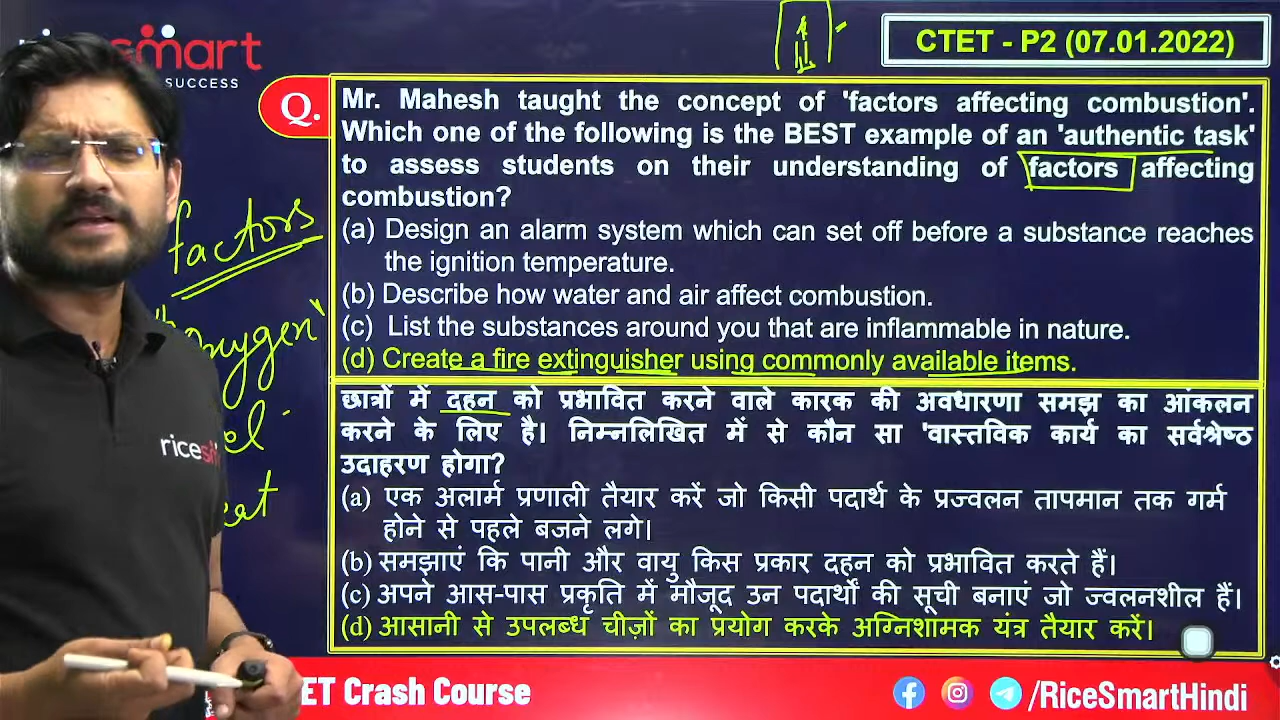 smart
SUCCESS
CTET - P2 (07.01.2022)
Q.
Mr. Mahesh taught the concept of 'factors affecting combustion'.
Which one of the following is the BEST example of an 'authentic task'
to assess students on their understanding of factors affecting
combustion?
(a) Design an alarm system which can set off before a substance reaches
the ignition temperature.
(b) Describe how water and air affect combustion.
(c) List the substances around you that are inflammable in nature.
(d) Create a fire extinguisher using commonly available items.
factors
छात्रों में दहन को प्रभावित करने वाले कारक की अवधारणा समझ का आंकलन
करने के लिए है। निम्नलिखित में से कौन सा 'वास्तविक कार्य का सर्वश्रेष्ठ
उदाहरण होगा?
(a) एक अलार्म प्रणाली तैयार करें जो किसी पदार्थ के प्रज्वलन तापमान तक गर्म
होने से पहले बजने लगे।
(b) समझाएं कि पानी और वायु किस प्रकार दहन को प्रभावित करते हैं।
(c) अपने आस-पास प्रकृति में मौजूद उन पदार्थों की सूची बनाएं जो ज्वलनशील हैं।
(d) आसानी से उपलब्ध चीज़ों का प्रयोग करके अग्निशामक यंत्र तैयार करें।
rices
ET Crash Course
/RiceSmartHindi